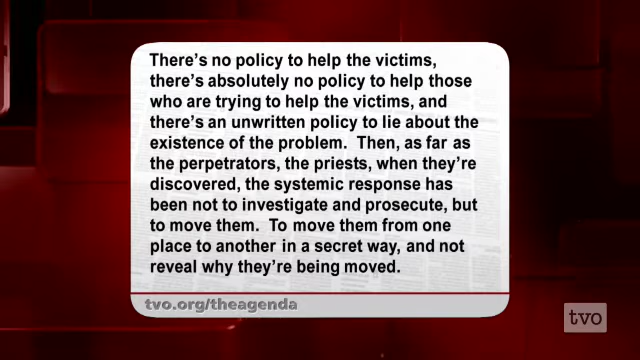 There's no policy to help the victims,
there's absolutely no policy to help those
who are trying to help the victims, and
there's an unwritten policy to lie about the
existence of the problem.  Then, as far as
the perpetrators, the priests, when they're
discovered, the systemic response has
been not to investigate and prosecute, but
to move them.  To move them from one
place to another in a secret way, and not
reveal why they're being moved.
tvo.org/theagenda
tvo